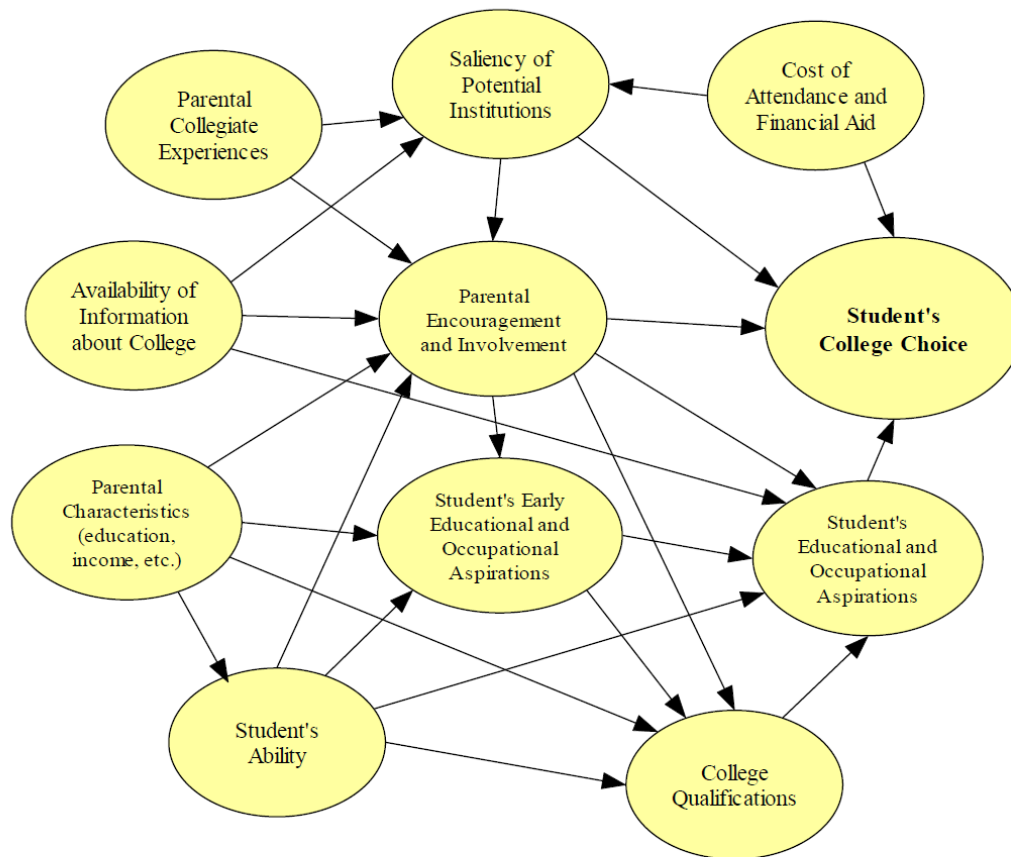 Saliency of
Potential
Institutions
Cost of
Attendance and
Financial Aid
Parental
Collegiate
Experiences
Availability of
Information
about College
Parental
Encouragement
and Involvement
Student's
College Choice
Parental
Characteristics
(education,
income, etc.)
Student's Early
Educational and
Occupational
Aspirations
Student's
Educational and
Occupational
Aspirations
Student's
Ability
College
Qualifications